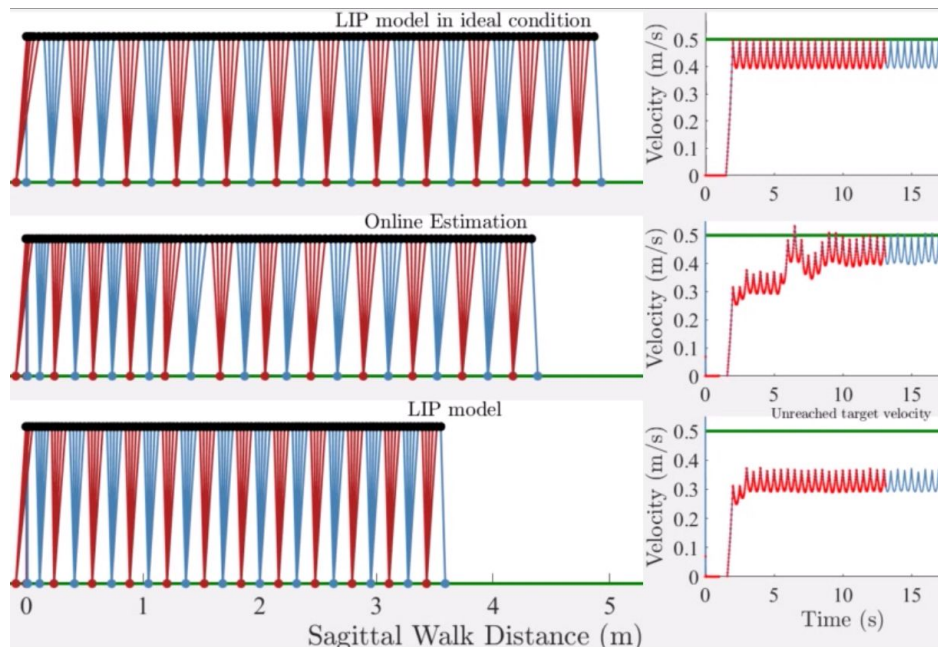 LIP model in ideal condition
Velocity (m/s)
0.5
0.4
0.3
0.2
0.1
0
0 5 10 15
Online Estimation
Velocity (m/s)
0.5
0.4
0.3
0.2
0.1
0
0 5 10 15
LIP model
Unreached target velocity
Velocity (m/s)
0.5
0.4
0.3
0.2
0.1
0
0 5 10 15
Time (s)
0 1 2 3 4 5
Sagittal Walk Distance (m)